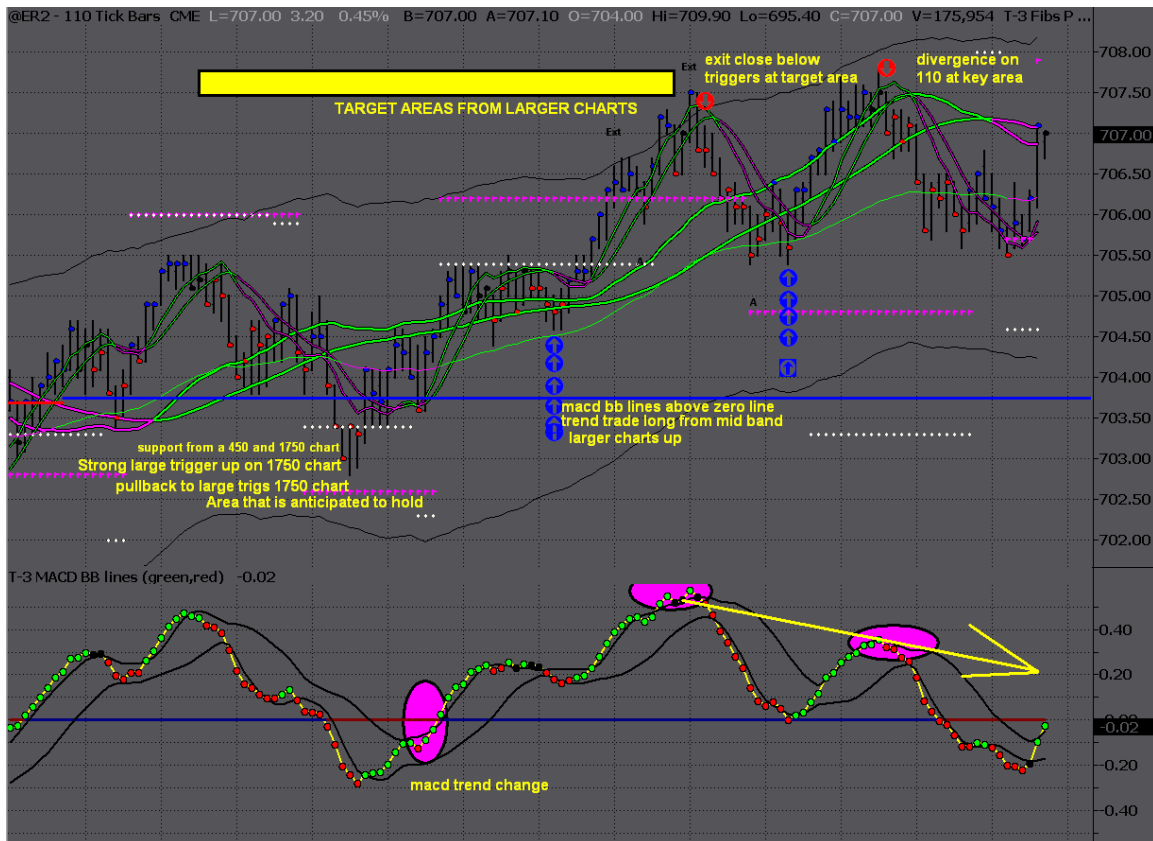 @ER2 - 110 Tick Bars CME L=707.00 3.20 0.45% B=707.00 A=707.10 O=704.00 Hi=709.90 Lo=695.40 C=707.00 V=175,954 T-3 Fibs P ...
708.00
707.50
707.00
706.50
706.00
705.50
705.00
704.50
704.00
703.50
703.00
702.50
702.00
Ext
exit close below
triggers at target area
divergence on
110 at key area
TARGET AREAS FROM LARGER CHARTS
Ext
A
A
macd bb lines above zero line
trend trade long from mid band
larger charts up
support from a 450 and 1750 chart
Strong large trigger up on 1750 chart
pullback to large trigs 1750 chart
Area that is anticipated to hold
T-3 MACD BB lines (green,red) -0.02
0.40
0.20
-0.02
-0.20
-0.40
macd trend change